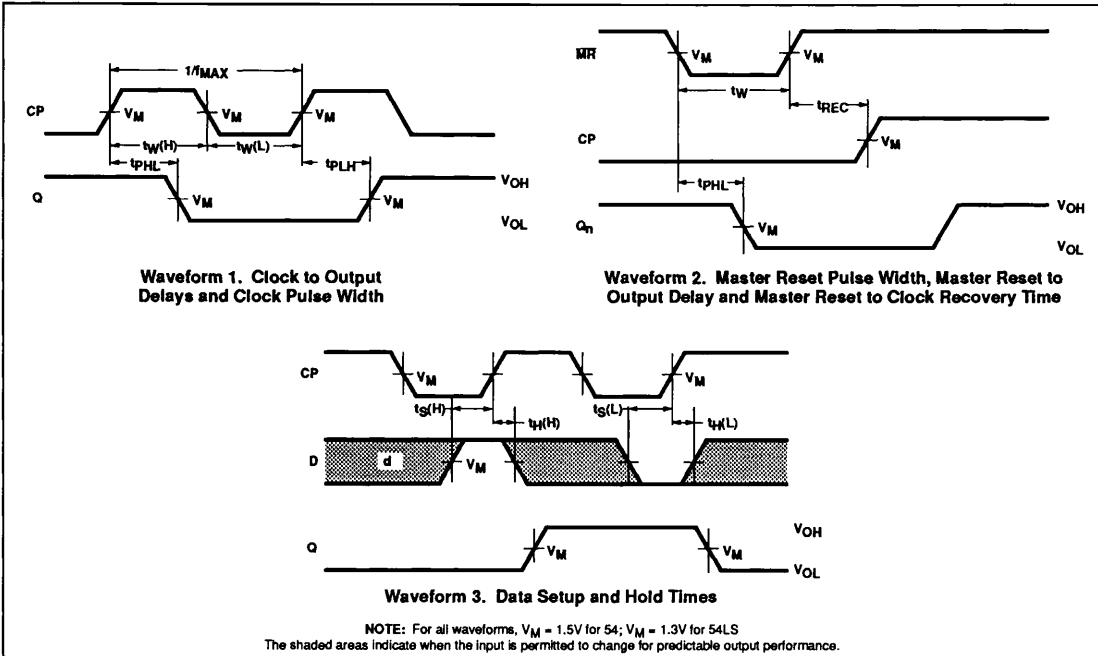 1/fMAX
CP
VM VM VM
tW(H) tW(L)
tPHL tPLH
Q
VM VM
VOH
VOL
Waveform 1. Clock to Output
Delays and Clock Pulse Width
MR
VM VM
tW
tREC
CP
VM
tPHL
Qn
VM
VOH
VOL
Waveform 2. Master Reset Pulse Width, Master Reset to
Output Delay and Master Reset to Clock Recovery Time
CP
VM
tS(H) tS(L)
tH(H) tH(L)
D
d
VM
Q
VM VM
VOH
VOL
Waveform 3. Data Setup and Hold Times
NOTE: For all waveforms, VM = 1.5V for 54; VM = 1.3V for 54LS
The shaded areas indicate when the input is permitted to change for predictable output performance.